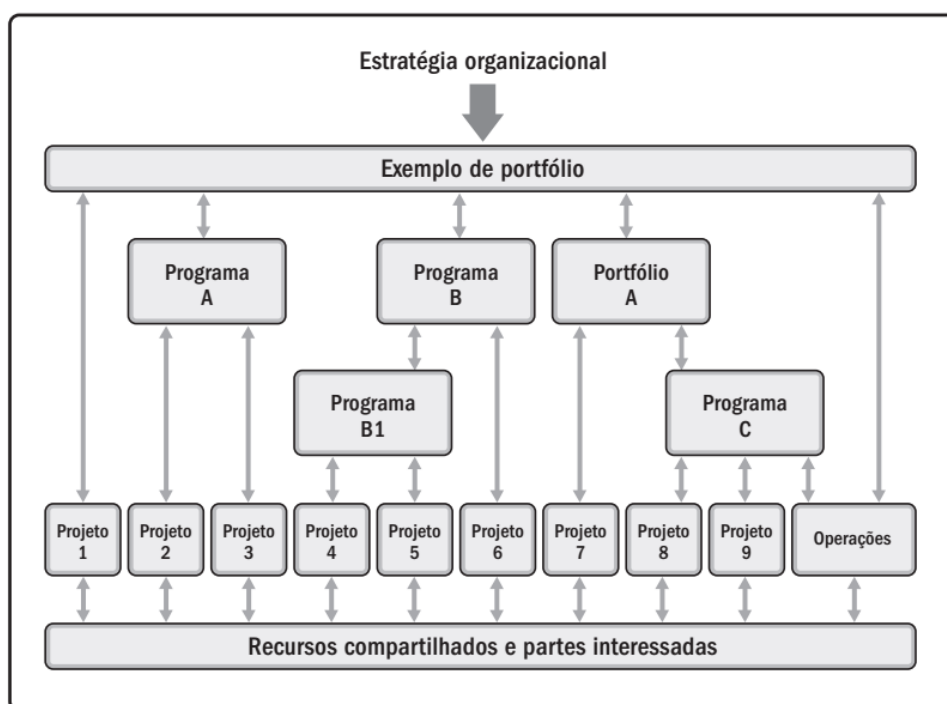 Estratégia organizacional
Exemplo de portfólio
Programa
A
Programa
B
Portfólio
A
Programa
B1
Programa
C
Projeto
1
Projeto
2
Projeto
3
Projeto
4
Projeto
5
Projeto
6
Projeto
7
Projeto
8
Projeto
9
Operações
Recursos compartilhados e partes interessadas